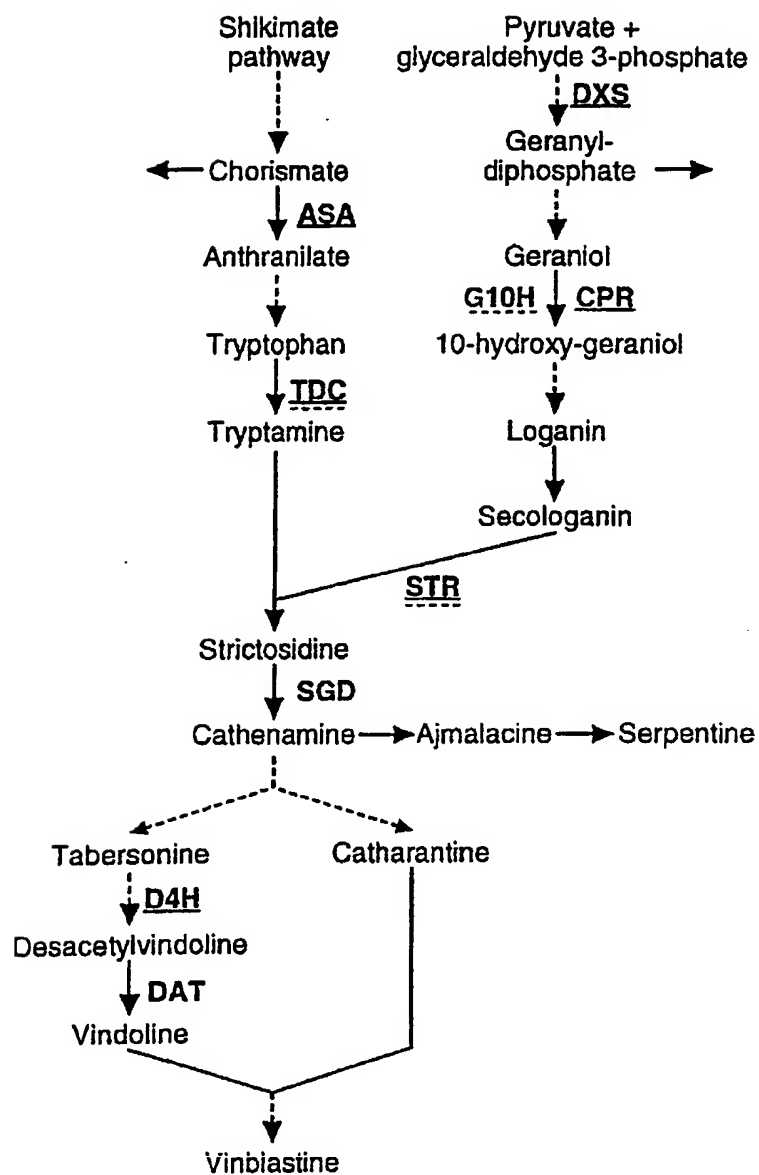 Shikimate
pathway
Pyruvate +
glyceraldehyde 3-phosphate
DXS
Chorismate
Geranyl-
diphosphate
ASA
Anthranilate
Geraniol
G10H
CPR
Tryptophan
10-hydroxy-geraniol
TDC
Tryptamine
Loganin
Secologanin
STR
Strictosidine
SGD
Cathenamine
Ajmalacine
Serpentine
Tabersonine
Catharantine
D4H
Desacetylvindoline
DAT
Vindoline
Vinblastine